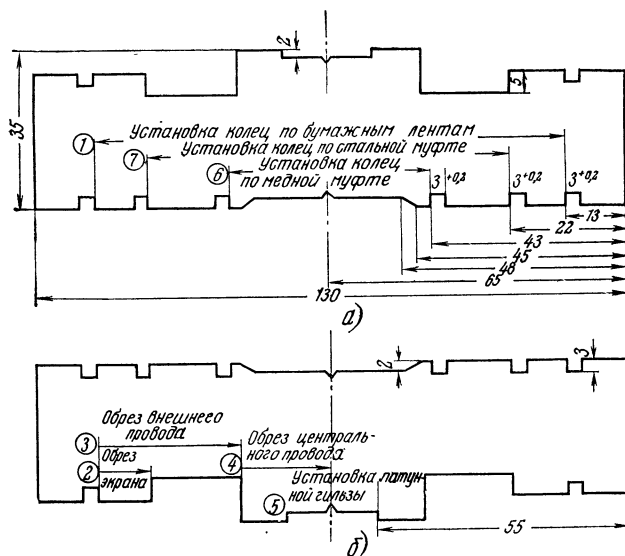 2
35
5
Установка колец по бумажным лентам
1
Установка колец по стальной муфте
7
Установка колец
6
по медной муфте
3+0,2
3+0,2
3+0,2
13
22
43
45
48
65
130
а)
2
3
Обрез внешнего
провода
3
Обрез централь-
ного провода
4
Обрез
экрана
2
Установка латун-
ной гильзы
5
55
б)